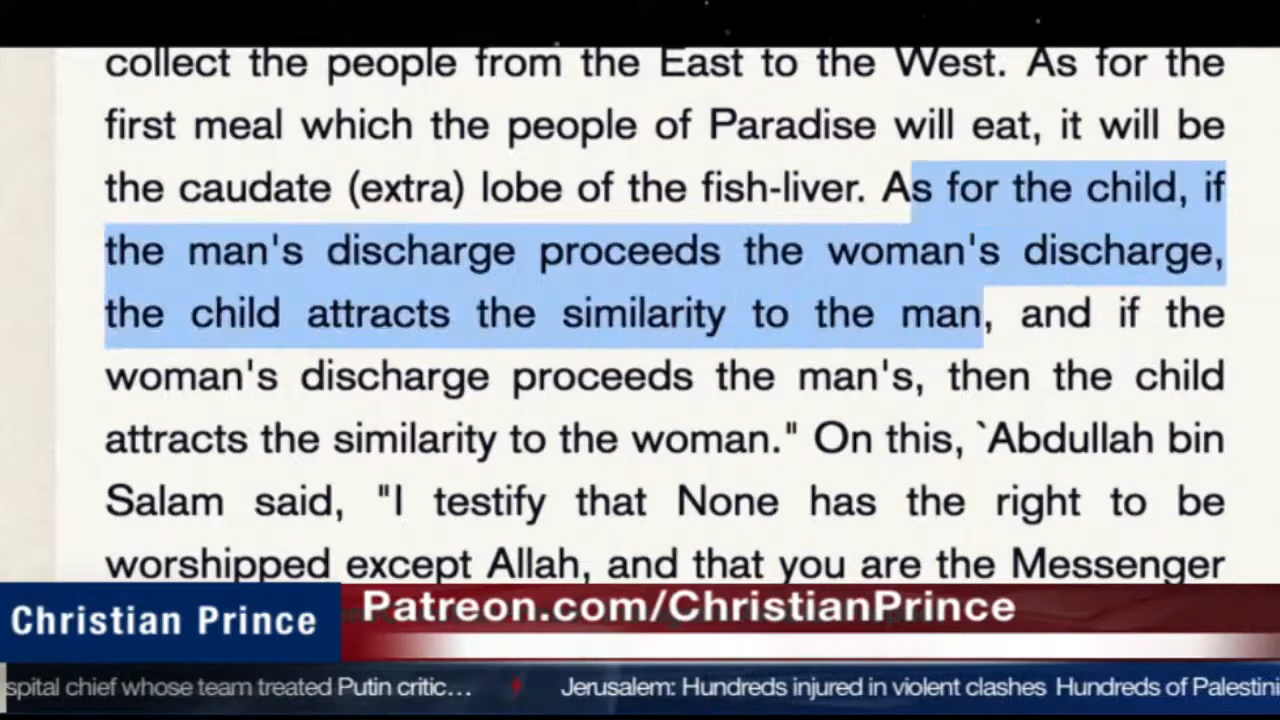 collect the people from the East to the West. As for the
first meal which the people of Paradise will eat, it will be
the caudate (extra) lobe of the fish-liver. As for the child, if
the man's discharge proceeds the woman's discharge,
the child attracts the similarity to the man, and if the
woman's discharge proceeds the man's, then the child
attracts the similarity to the woman." On this, `Abdullah bin
Salam said, "I testify that None has the right to be
worshipped except Allah, and that you are the Messenger
Christian Prince
Patreon.com/ChristianPrince
spital chief whose team treated Putin critic... Jerusalem: Hundreds injured in violent clashes Hundreds of Palestini